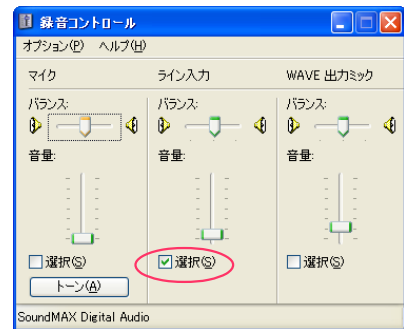 録音コントロール
オプション(P) ヘルプ(H)
マイク ライン入力 WAVE 出力ミック
バランス: バランス: バランス:
音量: 音量: 音量:
選択(S) 選択(S) 選択(S)
トーン(A)
SoundMAX Digital Audio